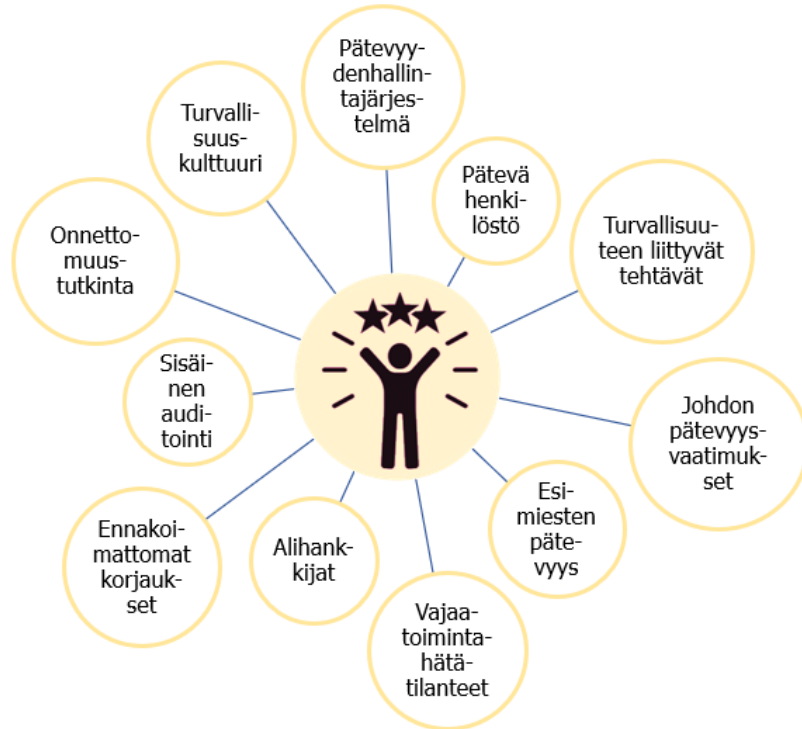 Pätevyy-
denhallin-
tajärjes-
telmä
Pätevä
henki-
löstö
Turvallisuu-
teen liittyvät
tehtävät
Johdon
pätevyys-
vaatimuk-
set
Esi-
miesten
päte-
vyys
Vajaa-
toiminta-
hätä-
tilanteet
Alihank-
kijat
Ennakoi-
mattomat
korjauk-
set
Sisäi-
nen
audi-
tointi
Onnetto-
muus-
tutkinta
Turvalli-
suus-
kulttuuri